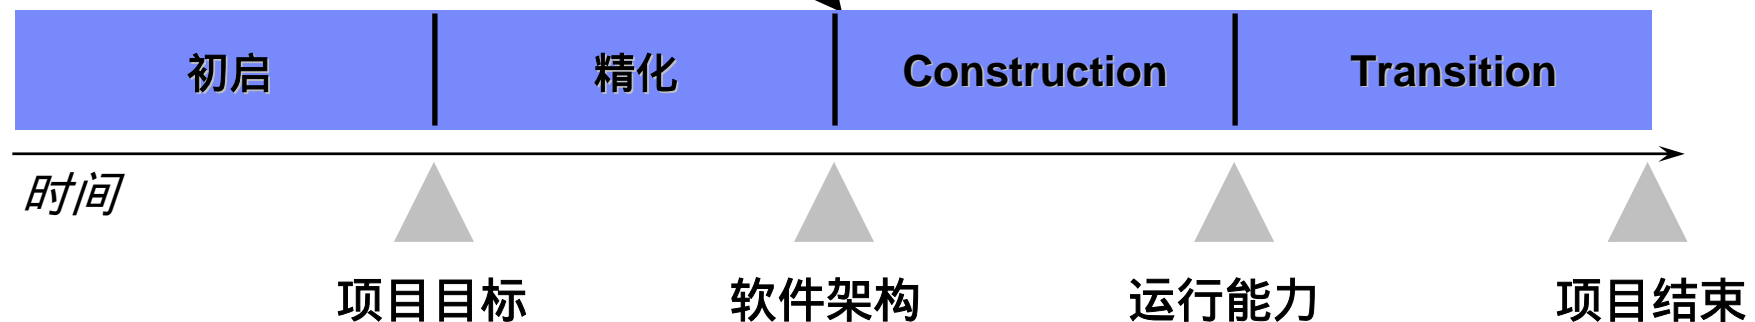 初启 精化 Construction Transition
时间
项目目标 软件架构 运行能力 项目结束